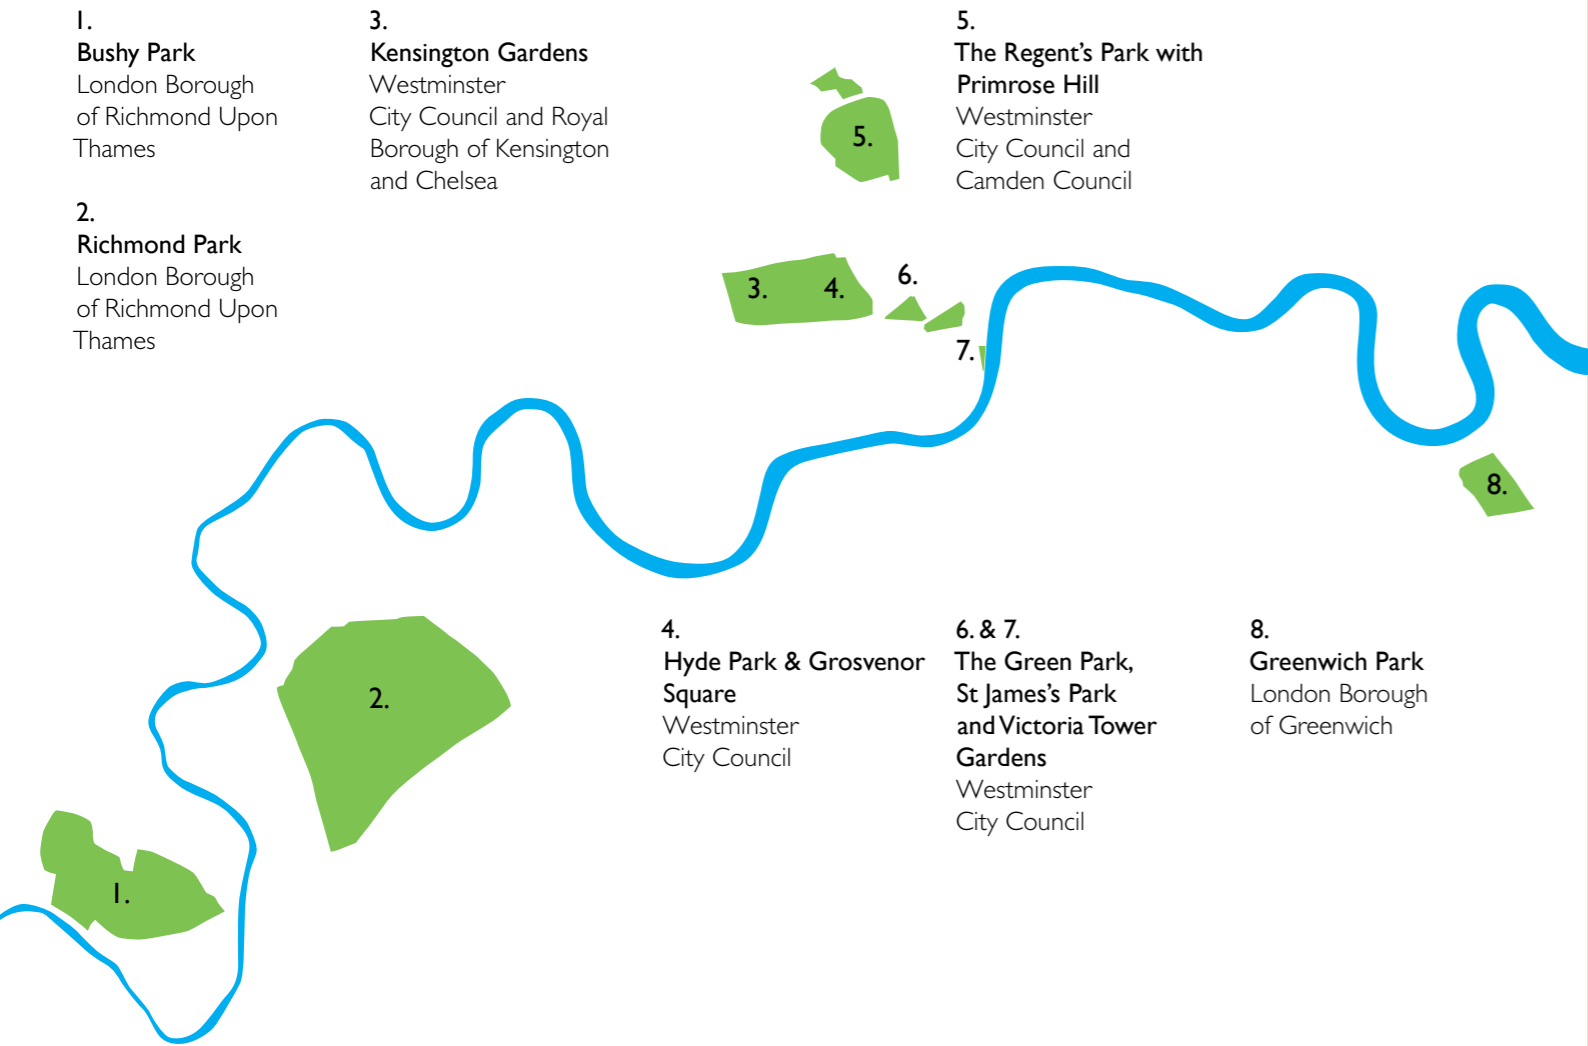 1.
Bushy Park
London Borough
of Richmond Upon
Thames
2.
Richmond Park
London Borough
of Richmond Upon
Thames
3.
Kensington Gardens
Westminster
City Council and Royal
Borough of Kensington
and Chelsea
5.
The Regent’s Park with
Primrose Hill
Westminster
City Council and
Camden Council
5.
3.
4.
6.
7.
8.
2.
1.
4.
Hyde Park & Grosvenor
Square
Westminster
City Council
6. & 7.
The Green Park,
St James’s Park
and Victoria Tower
Gardens
Westminster
City Council
8.
Greenwich Park
London Borough
of Greenwich